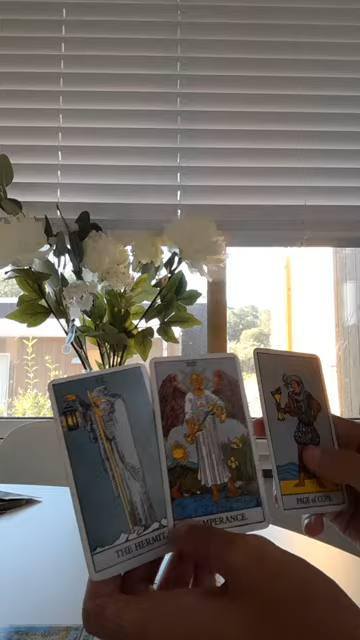 THE HERMIT
TEMPERANCE.
PAGE of CUPS.